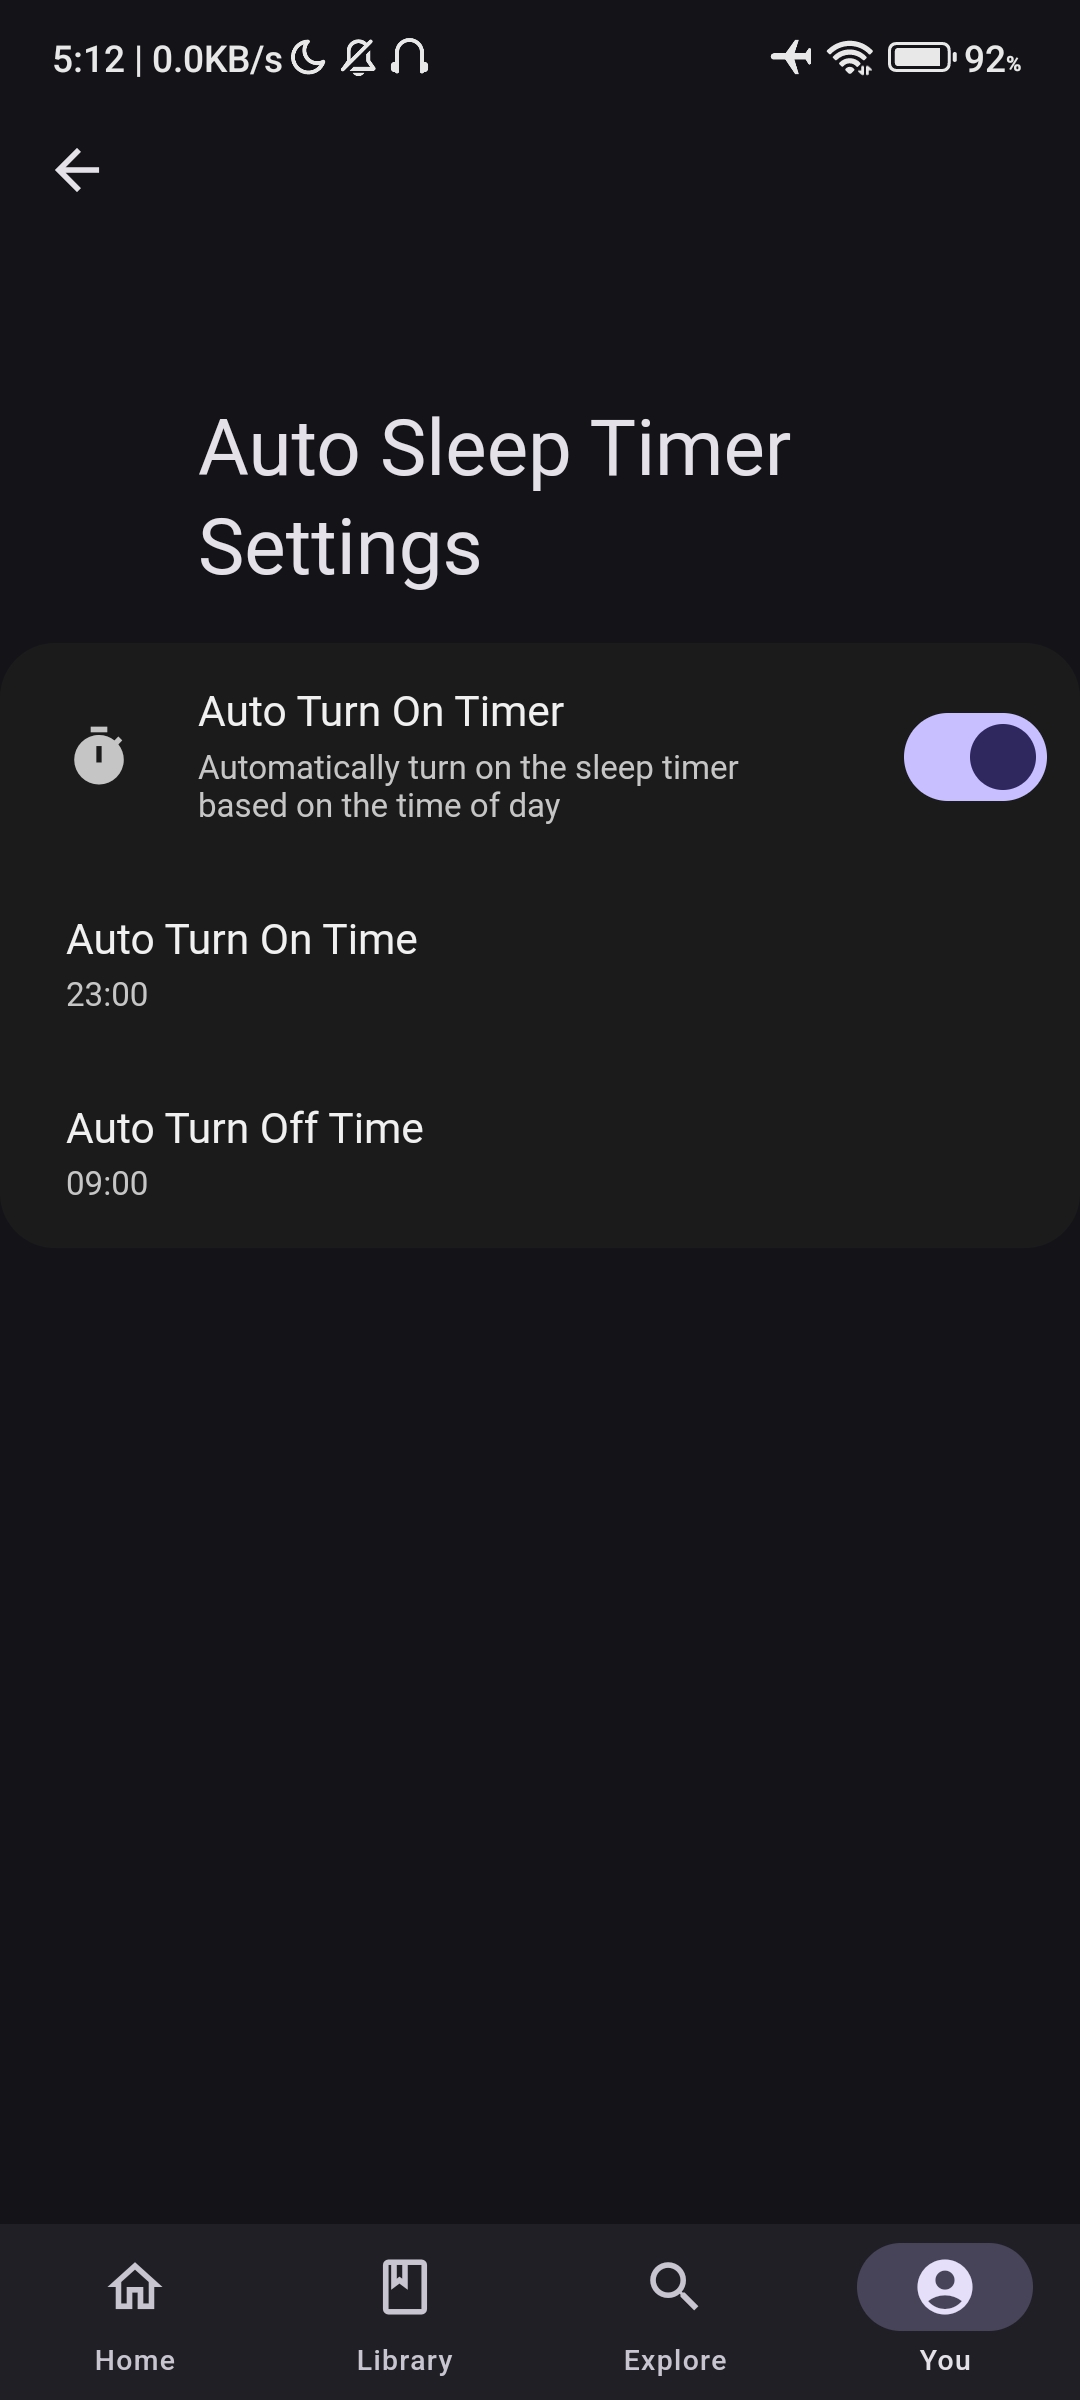 5:12 | 0.0KB/s 92%
Auto Sleep Timer
Settings
Auto Turn On Timer
Automatically turn on the sleep timer
based on the time of day
Auto Turn On Time
23:00
Auto Turn Off Time
09:00
Home Library Explore You